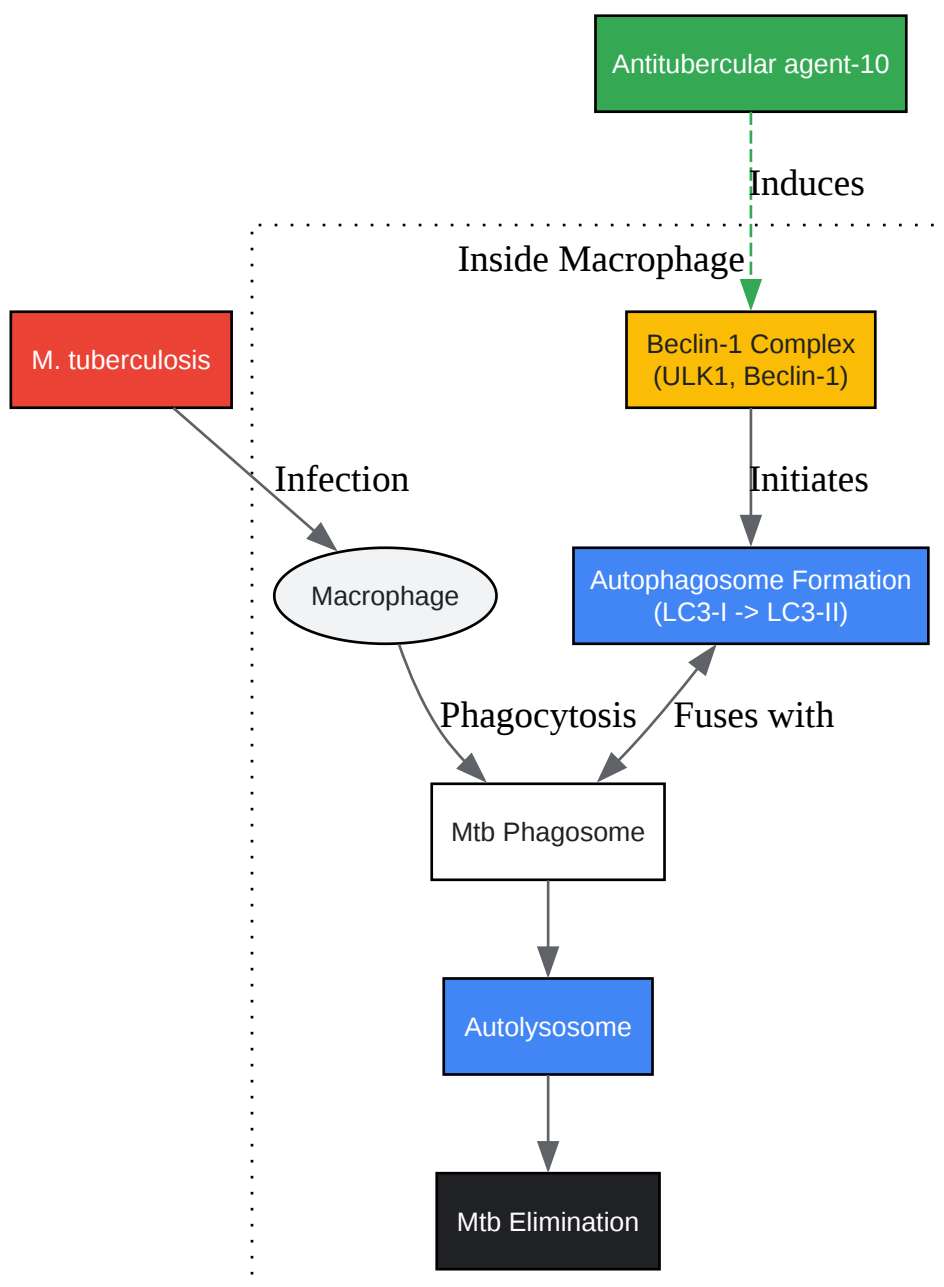 Antitubercular agent-10
Induces
Inside Macrophage
M. tuberculosis
Beclin-1 Complex
(ULK1, Beclin-1)
Infection
Initiates
Macrophage
Autophagosome Formation
(LC3-I -> LC3-II)
Phagocytosis
Fuses with
Mtb Phagosome
Autolysosome
Mtb Elimination